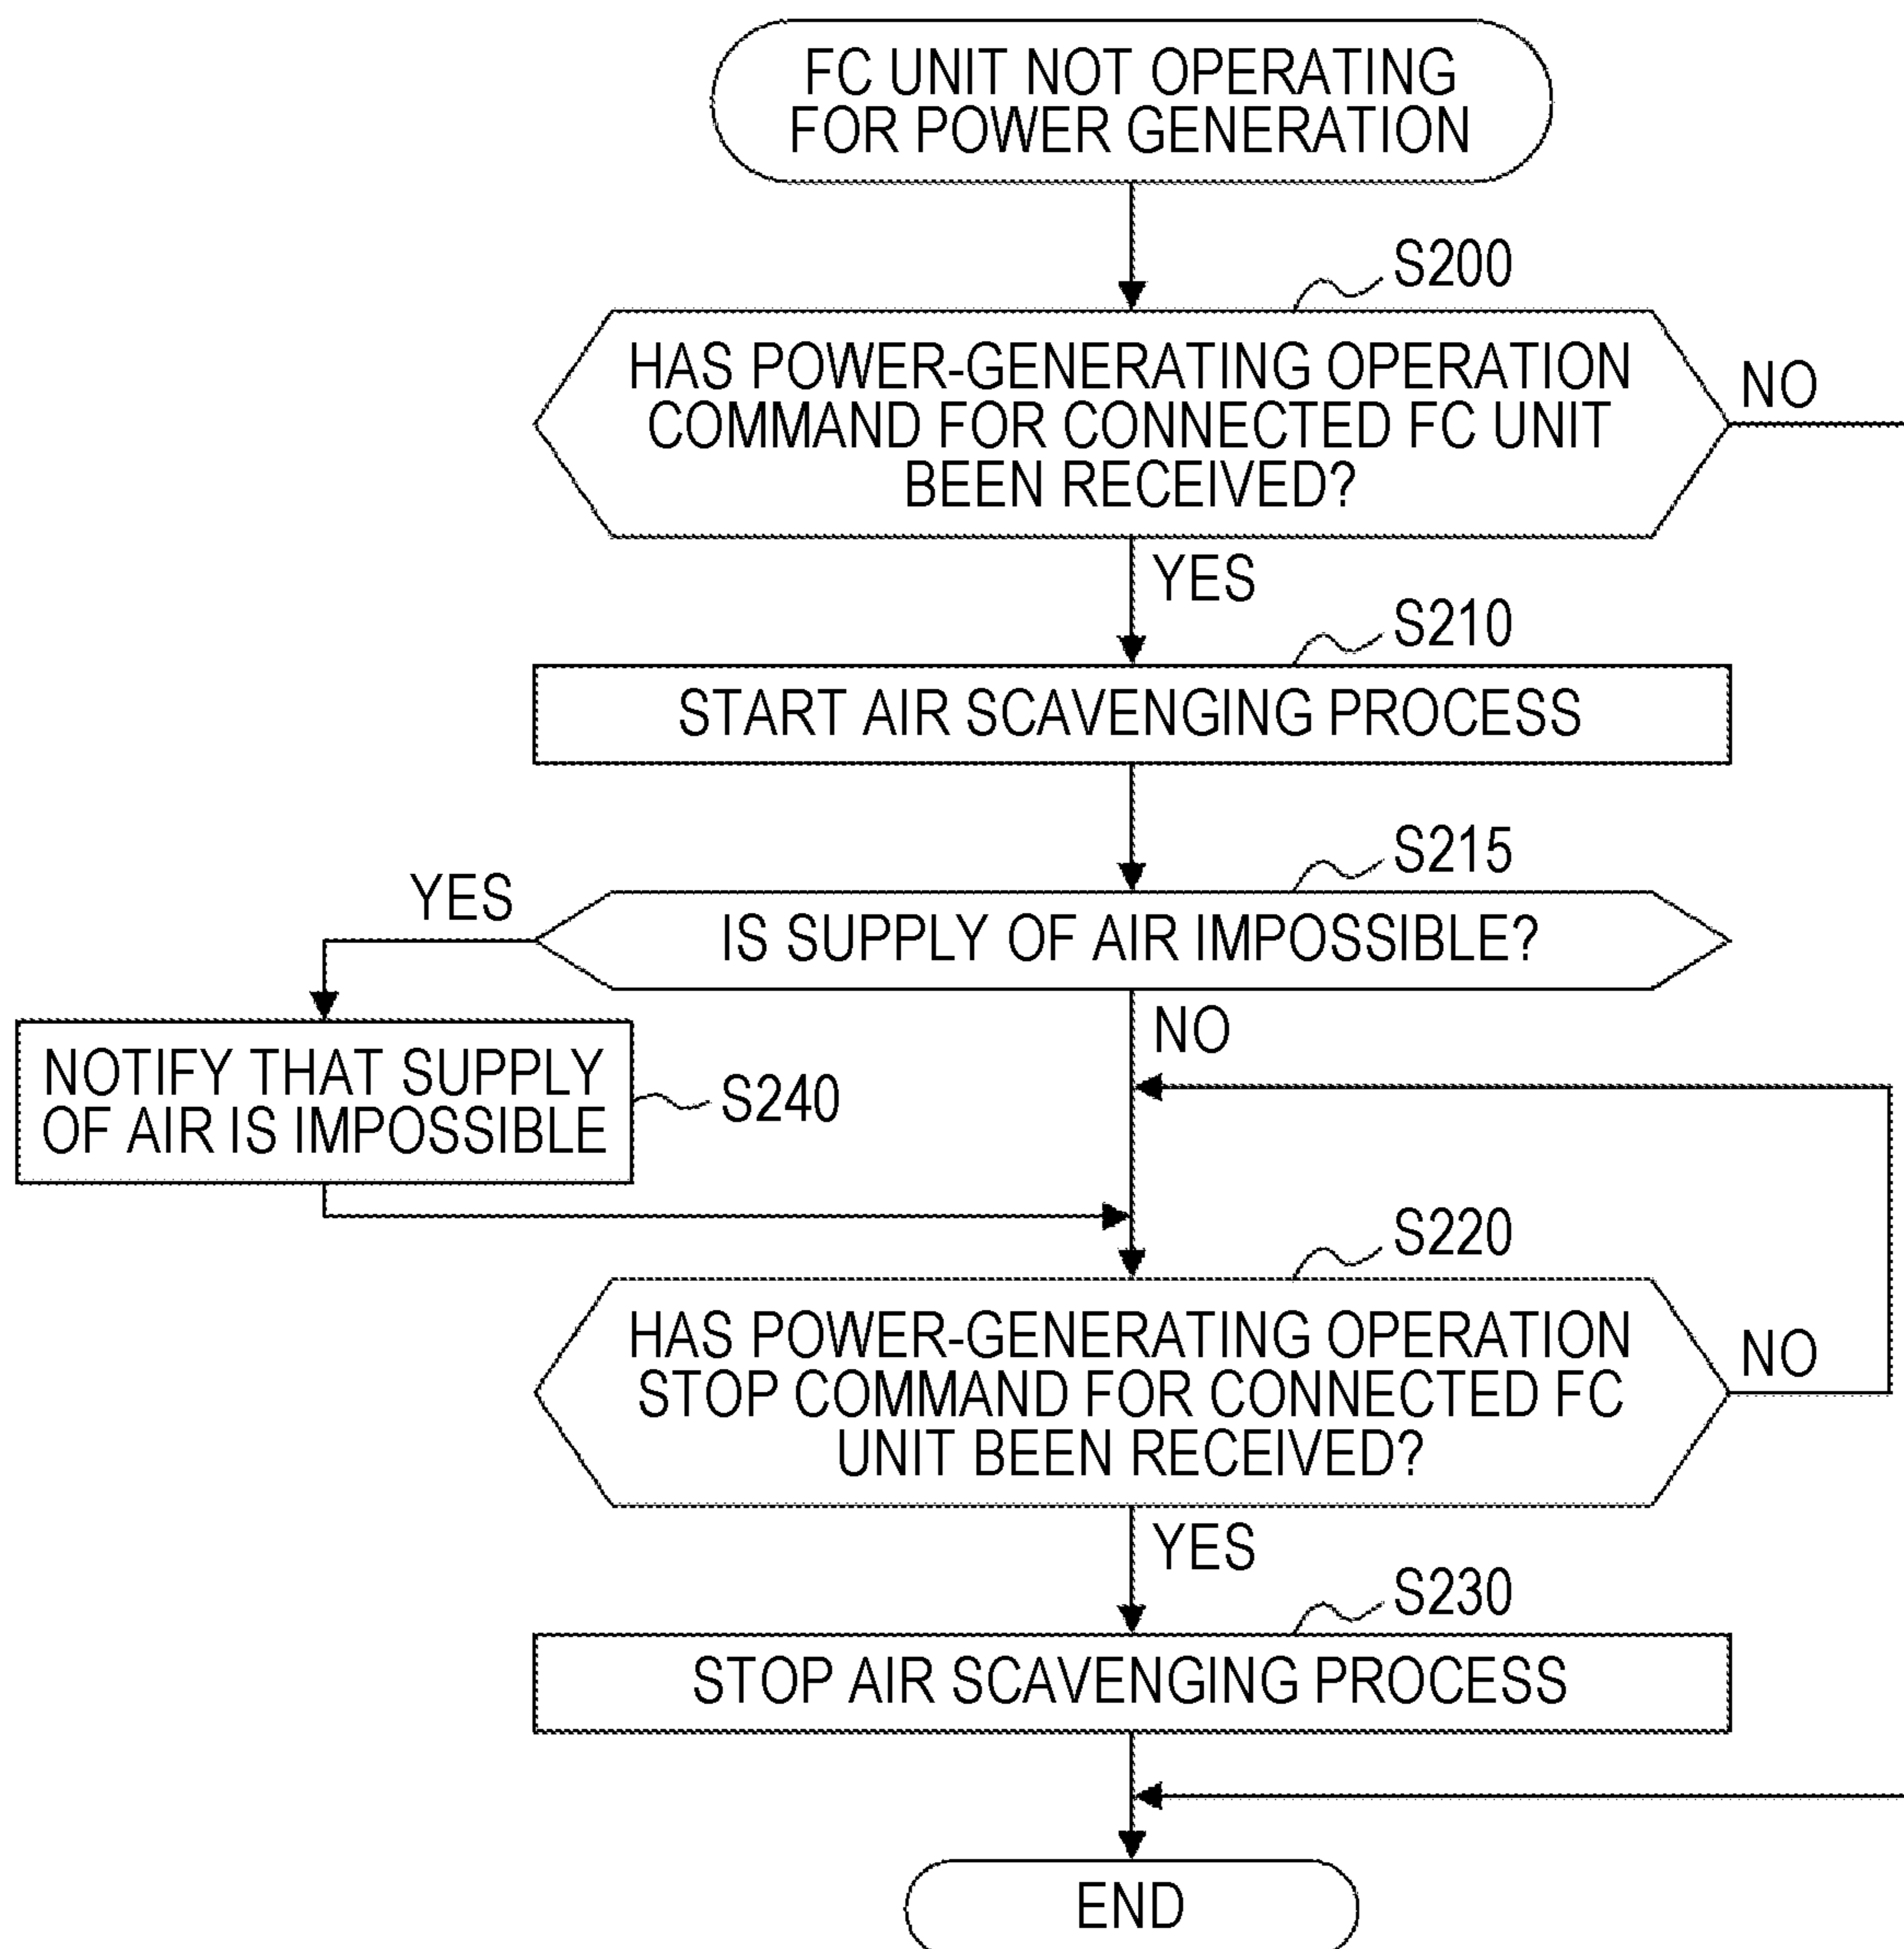 FC UNIT NOT OPERATING
FOR POWER GENERATION
S200
HAS POWER-GENERATING OPERATION
COMMAND FOR CONNECTED FC UNIT
BEEN RECEIVED?
NO
YES
S210
START AIR SCAVENGING PROCESS
S215
YES
IS SUPPLY OF AIR IMPOSSIBLE?
NO
NOTIFY THAT SUPPLY
OF AIR IS IMPOSSIBLE
S240
S220
HAS POWER-GENERATING OPERATION
STOP COMMAND FOR CONNECTED FC
UNIT BEEN RECEIVED?
NO
YES
S230
STOP AIR SCAVENGING PROCESS
END